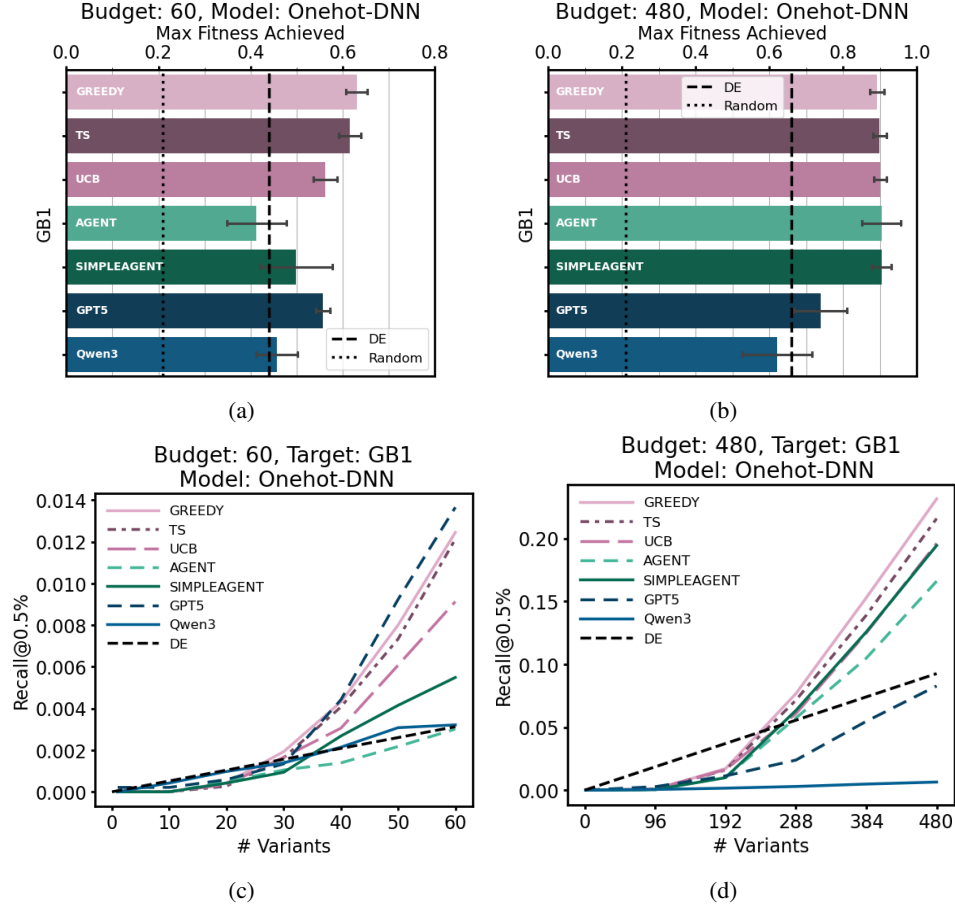 Budget: 60, Model: Onehot-DNN
Max Fitness Achieved
0.0 0.2 0.4 0.6 0.8
GB1
GREEDY
TS
UCB
AGENT
SIMPLEAGENT
GPT5
Qwen3
DE
Random
(a)
Budget: 480, Model: Onehot-DNN
Max Fitness Achieved
0.0 0.2 0.4 0.6 0.8 1.0
GB1
GREEDY
TS
UCB
AGENT
SIMPLEAGENT
GPT5
Qwen3
DE
Random
(b)
Budget: 60, Target: GB1
Model: Onehot-DNN
Recall@0.5%
0.014
0.012
0.010
0.008
0.006
0.004
0.002
0.000
GREEDY
TS
UCB
AGENT
SIMPLEAGENT
GPT5
Qwen3
DE
0 10 20 30 40 50 60
# Variants
(c)
Budget: 480, Target: GB1
Model: Onehot-DNN
Recall@0.5%
0.20
0.15
0.10
0.05
0.00
GREEDY
TS
UCB
AGENT
SIMPLEAGENT
GPT5
Qwen3
DE
0 96 192 288 384 480
# Variants
(d)